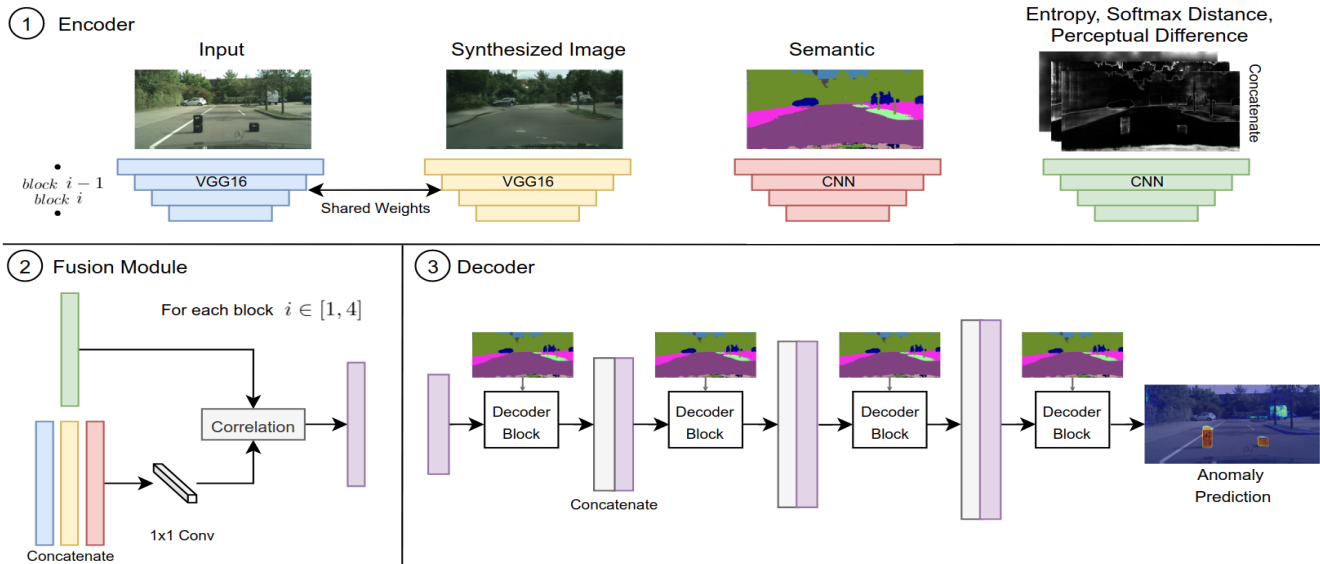 1 Encoder
Input
Synthesized Image
Semantic
Entropy, Softmax Distance,
Perceptual Difference
Concatenate
block i − 1
block i
VGG16
VGG16
CNN
CNN
Shared Weights
2 Fusion Module
For each block i ∈ [1, 4]
Correlation
1x1 Conv
Concatenate
3 Decoder
Decoder
Block
Decoder
Block
Decoder
Block
Decoder
Block
Concatenate
Anomaly
Prediction